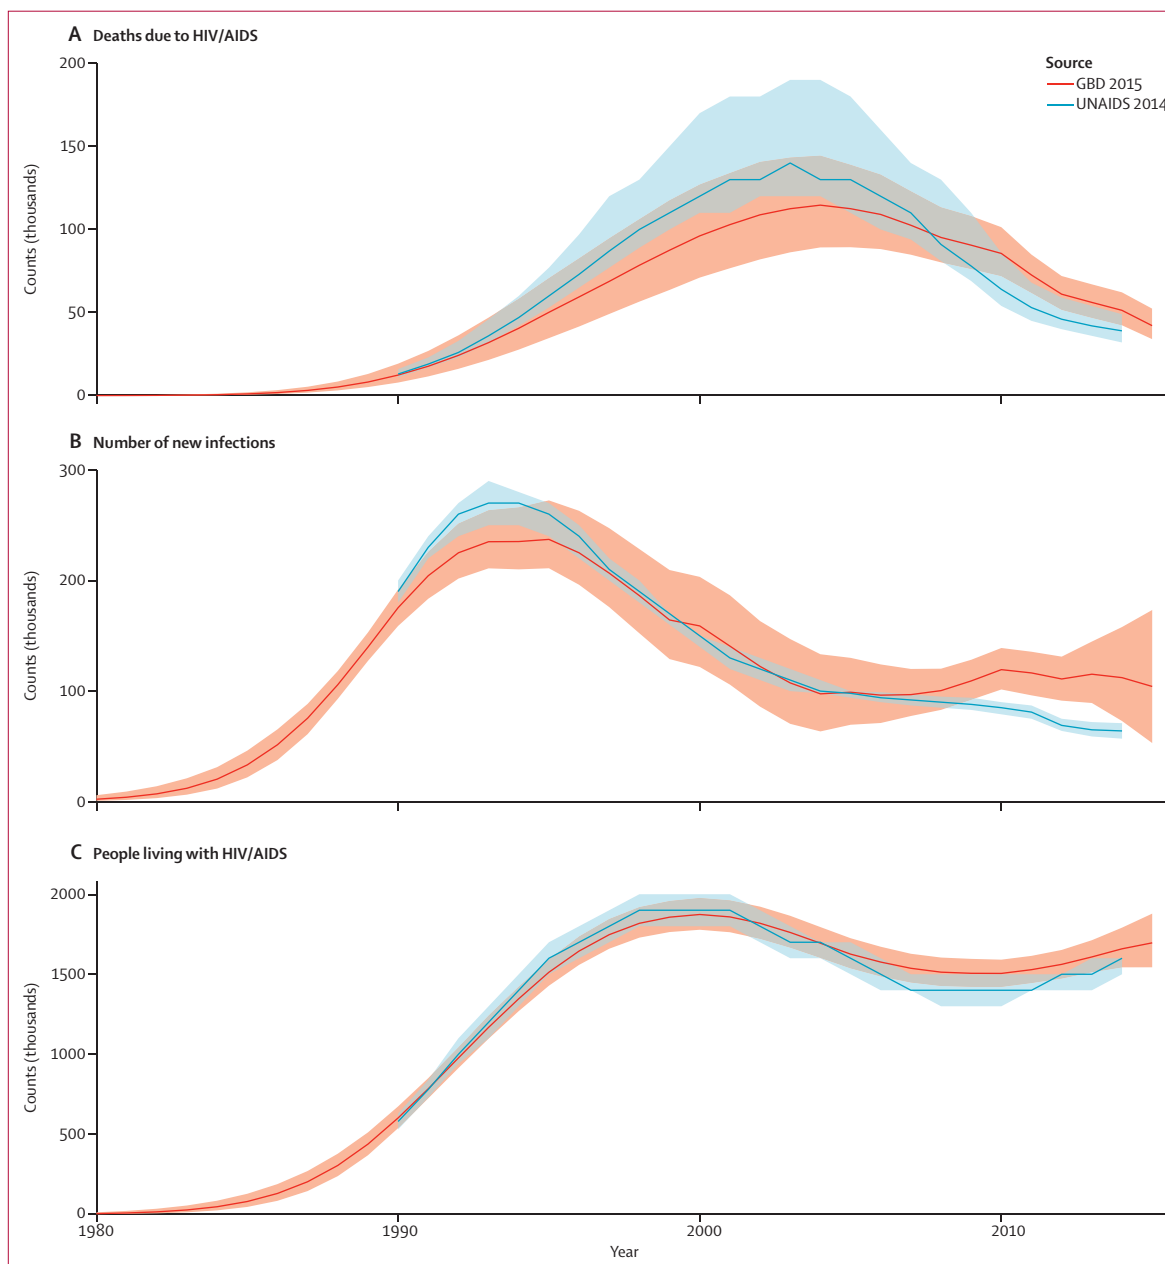 A Deaths due to HIV/AIDS
Source
GBD 2015
UNAIDS 2014
200
150
100
50
0
Counts (thousands)
B Number of new infections
300
200
100
0
Counts (thousands)
C People living with HIV/AIDS
2000
1500
1000
500
0
Counts (thousands)
1980
1990
2000
2010
Year